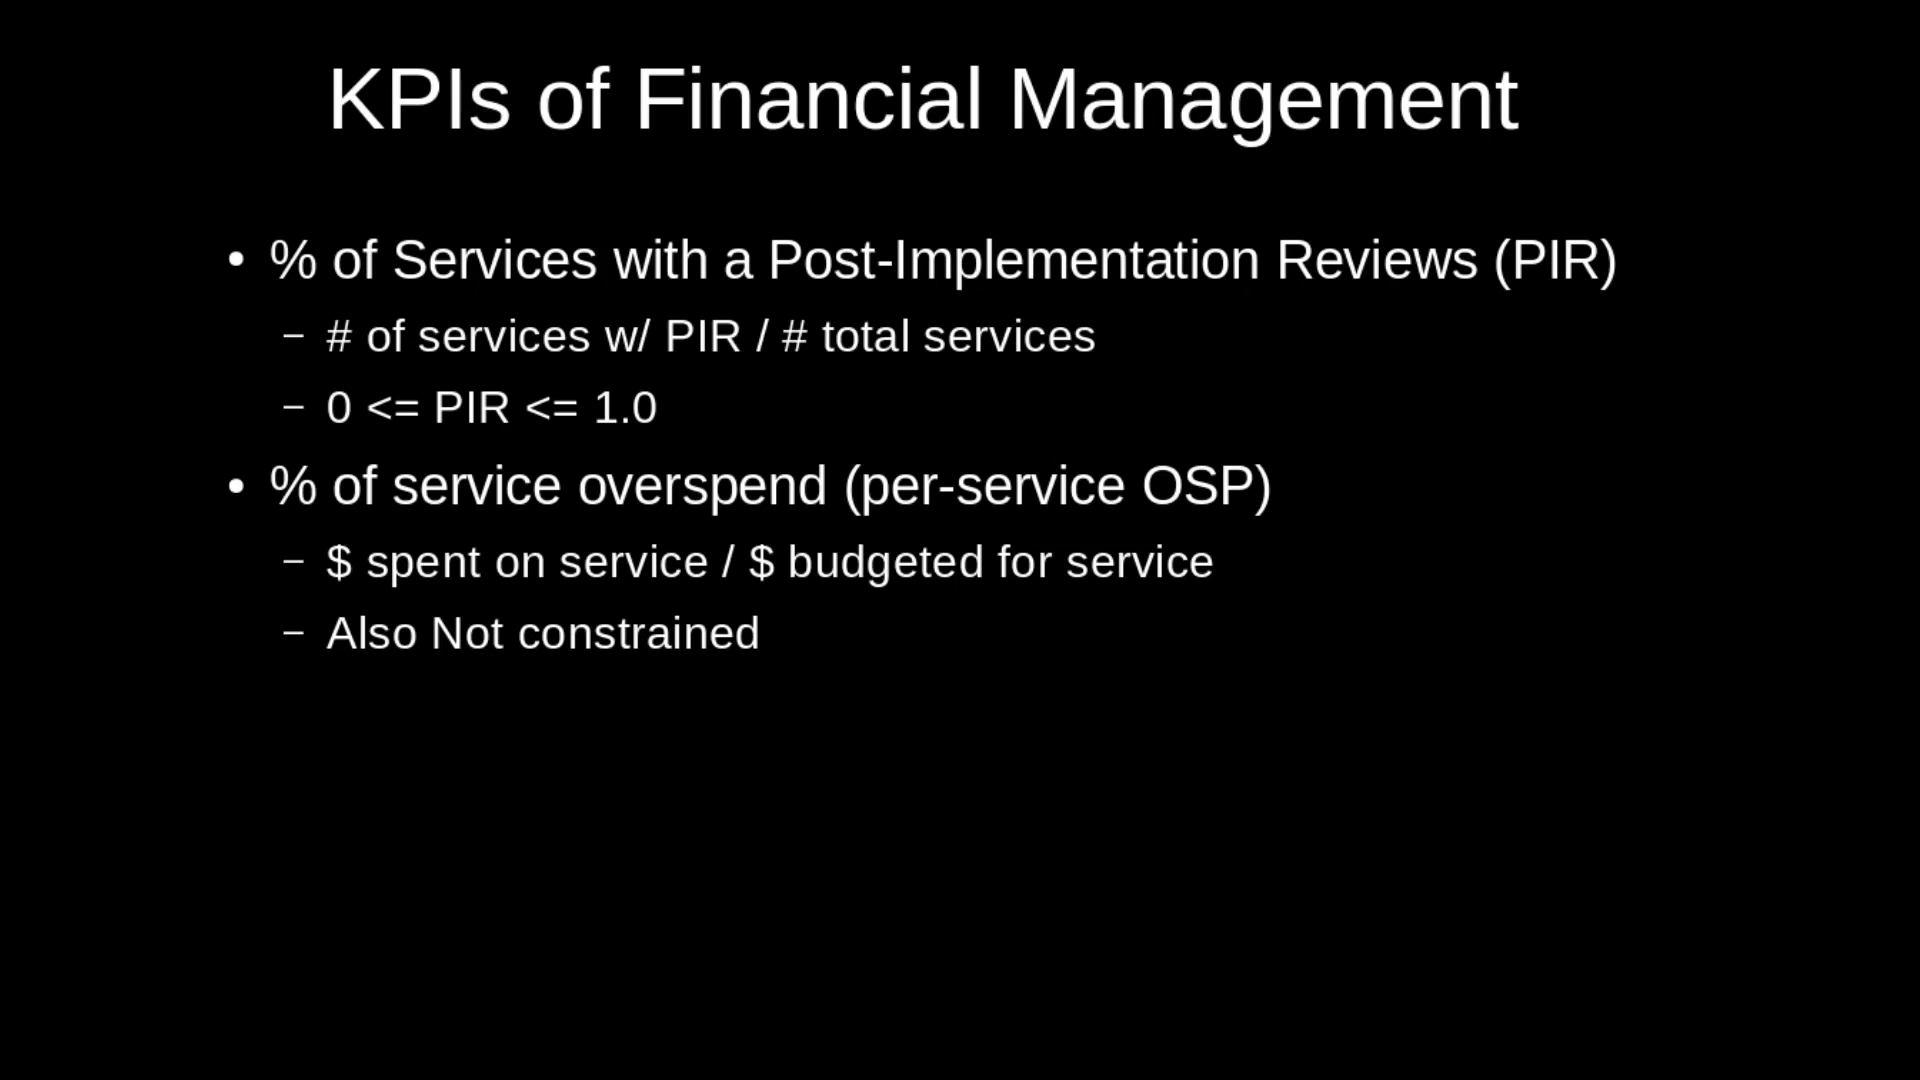 KPIs of Financial Management
• % of Services with a Post-Implementation Reviews (PIR)
– # of services w/ PIR / # total services
– 0 <= PIR <= 1.0
• % of service overspend (per-service OSP)
– $ spent on service / $ budgeted for service
– Also Not constrained